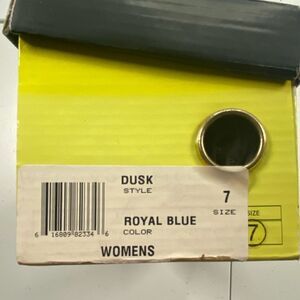 DUSK
STYLE
7
SIZE
ROYAL BLUE
COLOR
6 16809 82334 6
WOMENS
SIZE
7